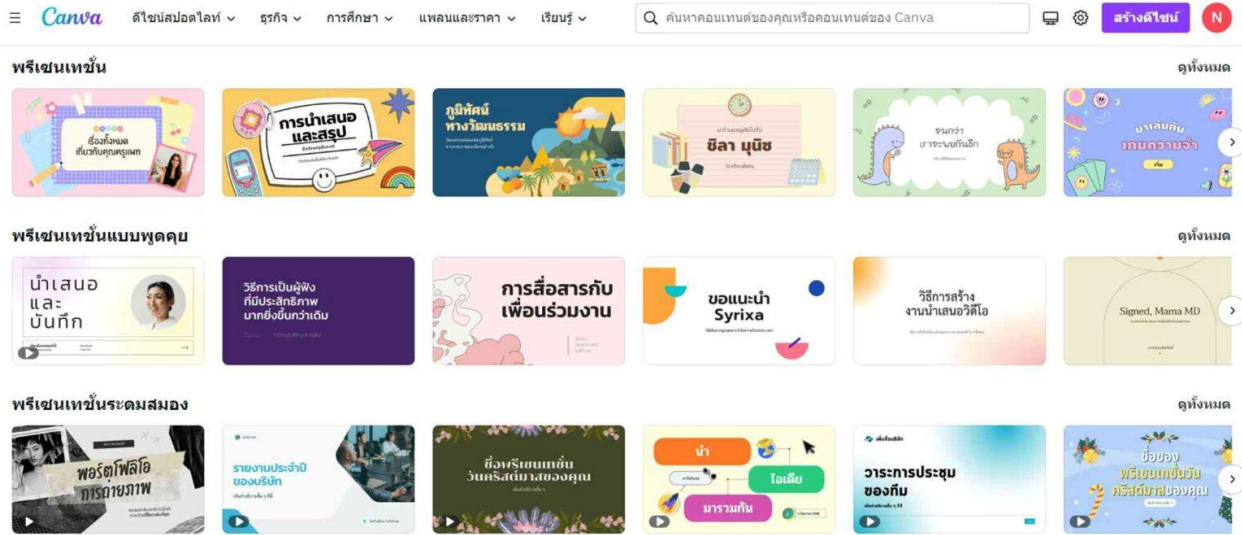 Canva
ดีไซน์สปอตไลท์
ธุรกิจ
การศึกษา
แพลนและราคา
เรียนรู้
ค้นหาคอนเทนต์ของคุณหรือคอนเทนต์ของ Canva
สร้างดีไซน์
N
พรีเซนเทชั่น
ดูทั้งหมด
เรื่องทั้งหมด
เกี่ยวกับคุณครูแพท
การนำเสนอ
และสรุป
ภูมิทัศน์
ทางวัฒนธรรม
ชิลา มุนิช
จนกว่า
เราจะพบกันอีก
มาเล่นกัน
เกมความจำ
เริ่ม
พรีเซนเทชั่นแบบพูดคุย
ดูทั้งหมด
นำเสนอ
และ
บันทึก
วิธีการเป็นผู้ฟัง
ที่มีประสิทธิภาพ
มากยิ่งขึ้นกว่าเดิม
การสื่อสารกับ
เพื่อนร่วมงาน
ขอแนะนำ
Syrixa
วิธีการสร้าง
งานนำเสนอวิดีโอ
Signed, Mama MD
พรีเซนเทชั่นระดมสมอง
ดูทั้งหมด
พอร์ตโฟลิโอ
การถ่ายภาพ
รายงานประจำปี
ของบริษัท
ชื่อพรีเซนเทชั่น
วันคริสต์มาสของคุณ
นำ
ไอเดีย
มารวมกัน
วาระการประชุม
ของทีม
ชื่อของ
พรีเซนเทชั่นวัน
คริสต์มาสของคุณ